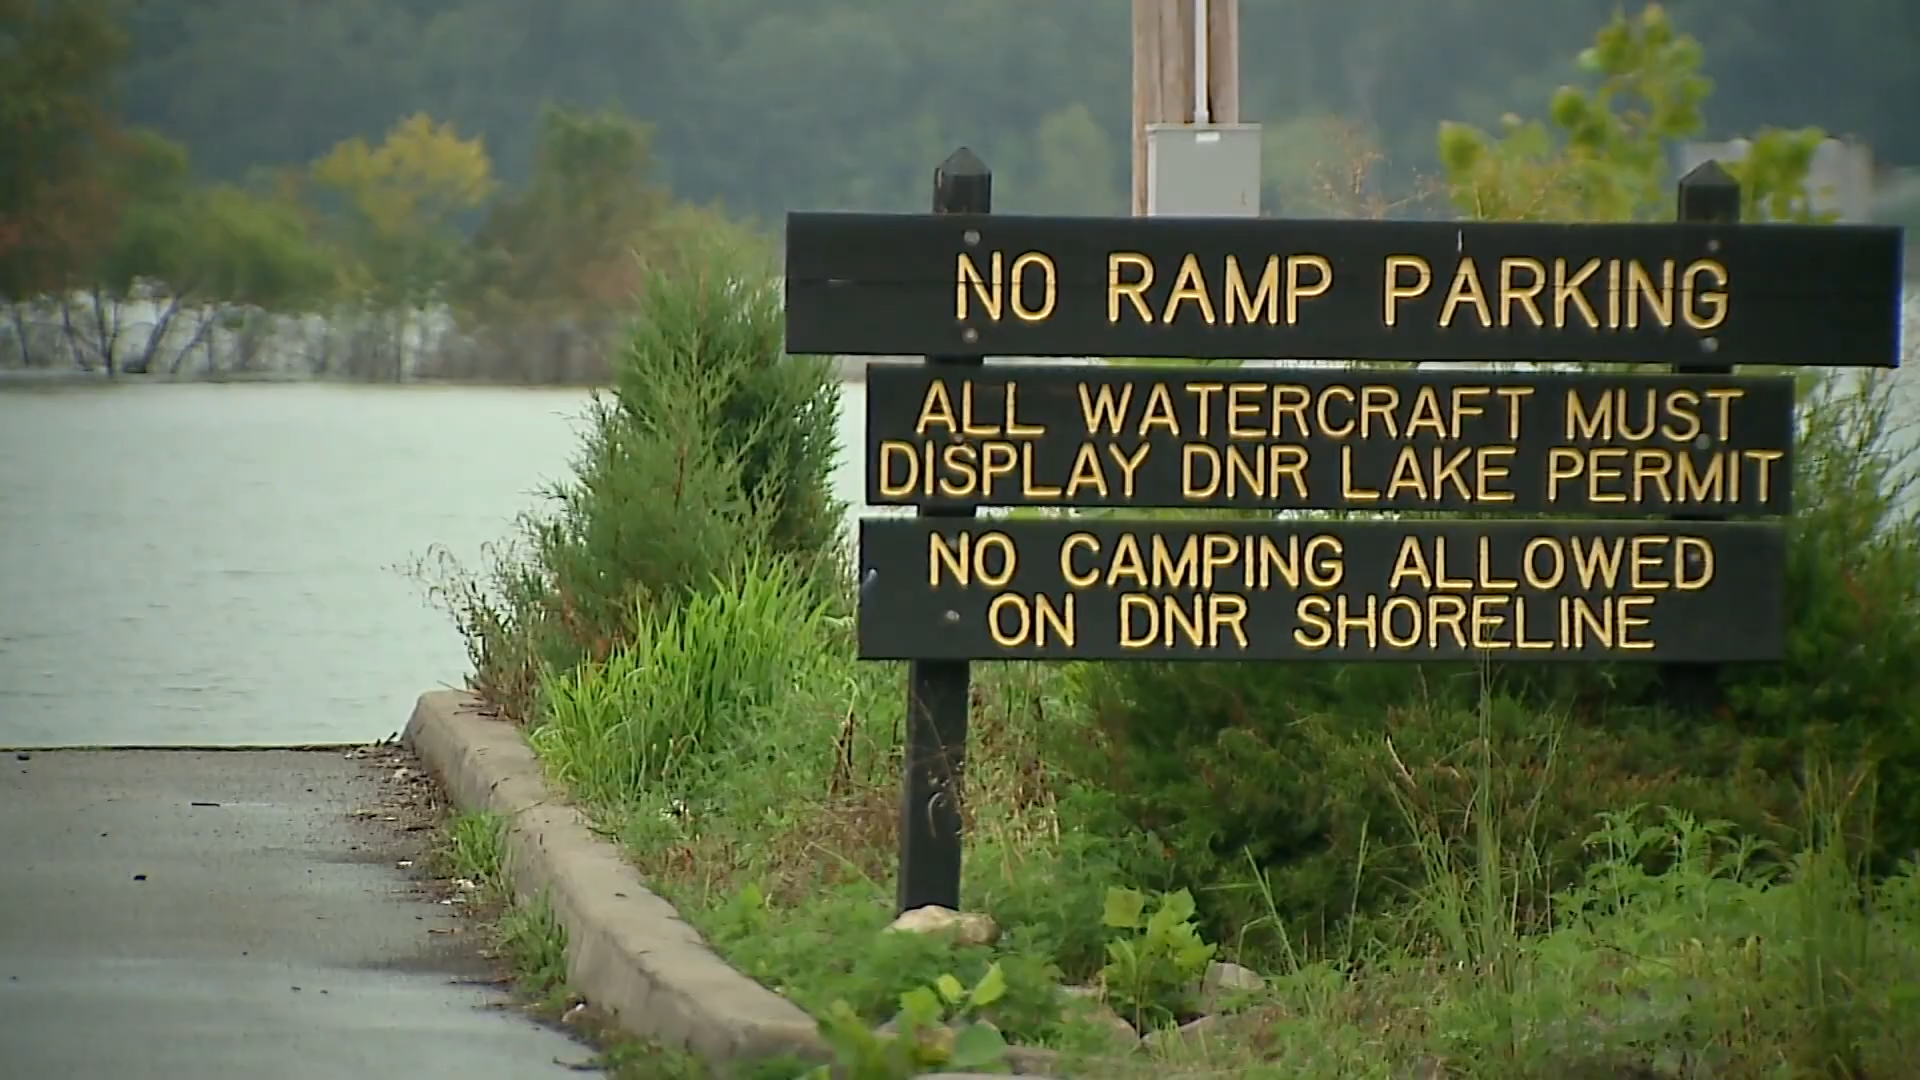 NO RAMP PARKING
ALL WATERCRAFT MUST
DISPLAY DNR LAKE PERMIT
NO CAMPING ALLOWED
ON DNR SHORELINE